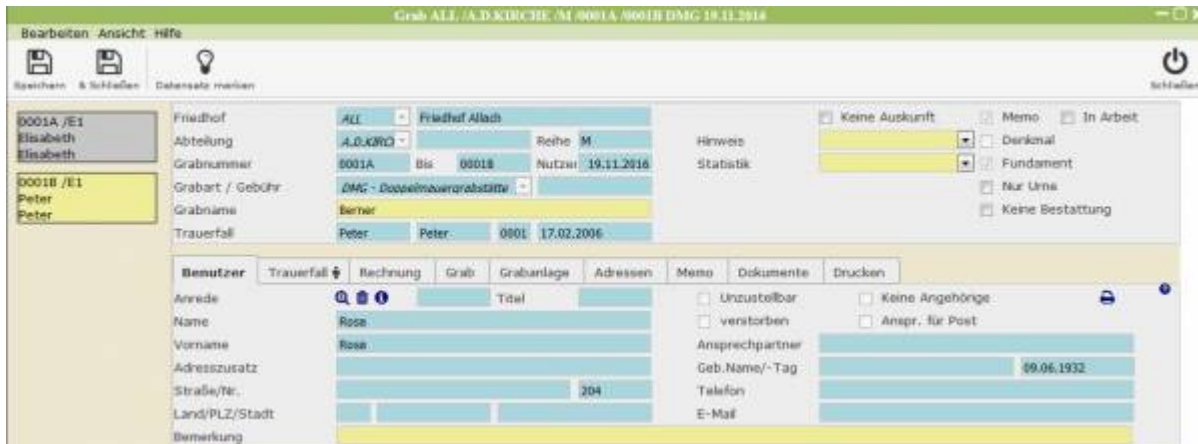 Grab ALL /A.D.KIRCHE /M /0001A /0001B DMG 19.11.2016
Bearbeiten Ansicht Hilfe
Speichern & Schließen Datensatz merken Schließen
0001A /E1
Elisabeth
Elisabeth
0001B /E1
Peter
Peter
Friedhof ALL Friedhof Allach Keine Auskunft Memo In Arbeit
Abteilung A.D.KIRC Reihe M Hinweis Denkmal
Grabnummer 0001A Bis 0001B Nutzer 19.11.2016 Statistik Fundament
Grabart / Gebühr DMG - Doppelmauergrabstätte Nur Urne
Grabname Berner Keine Bestattung
Trauerfall Peter Peter 0001 17.02.2006
Benutzer Trauerfall Rechnung Grab Grabanlage Adressen Memo Dokumente Drucken
Anrede Titel Unzustellbar Keine Angehörige
Name Rosa verstorben Anspr. für Post
Vorname Rosa Ansprechpartner
Adresszusatz Geb.Name/-Tag 09.06.1932
Straße/Nr. 204 Telefon
Land/PLZ/Stadt E-Mail
Bemerkung